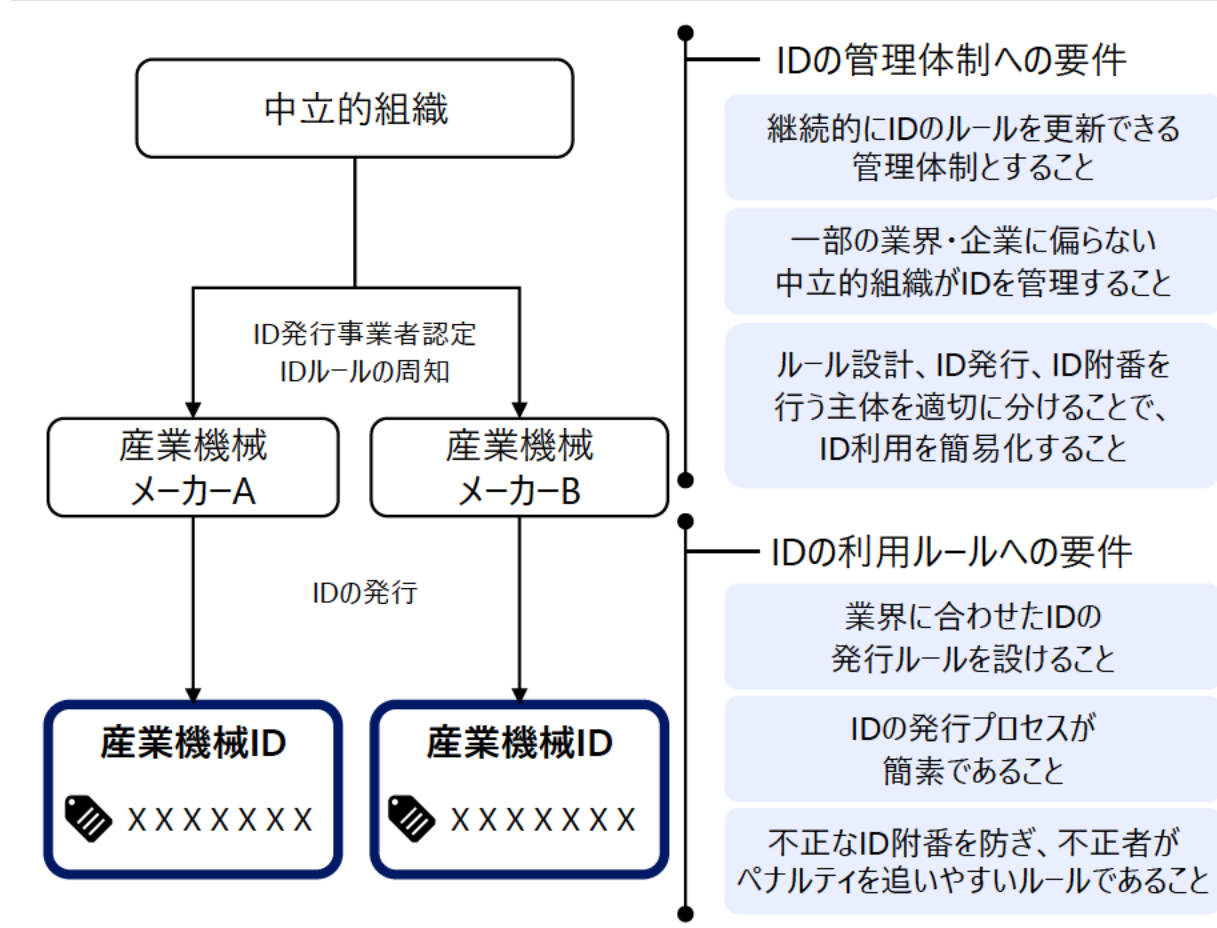 中立的組織
ID発行事業者認定
IDルールの周知
産業機械
メーカーA
産業機械
メーカーB
IDの発行
産業機械ID
XXXXXXX
産業機械ID
XXXXXXX
IDの管理体制への要件
継続的にIDのルールを更新できる
管理体制とすること
一部の業界・企業に偏らない
中立的組織がIDを管理すること
ルール設計、ID発行、ID附番を
行う主体を適切に分けることで、
ID利用を簡易化すること
IDの利用ルールへの要件
業界に合わせたIDの
発行ルールを設けること
IDの発行プロセスが
簡素であること
不正なID附番を防ぎ、不正者が
ペナルティを追いやすいルールであること